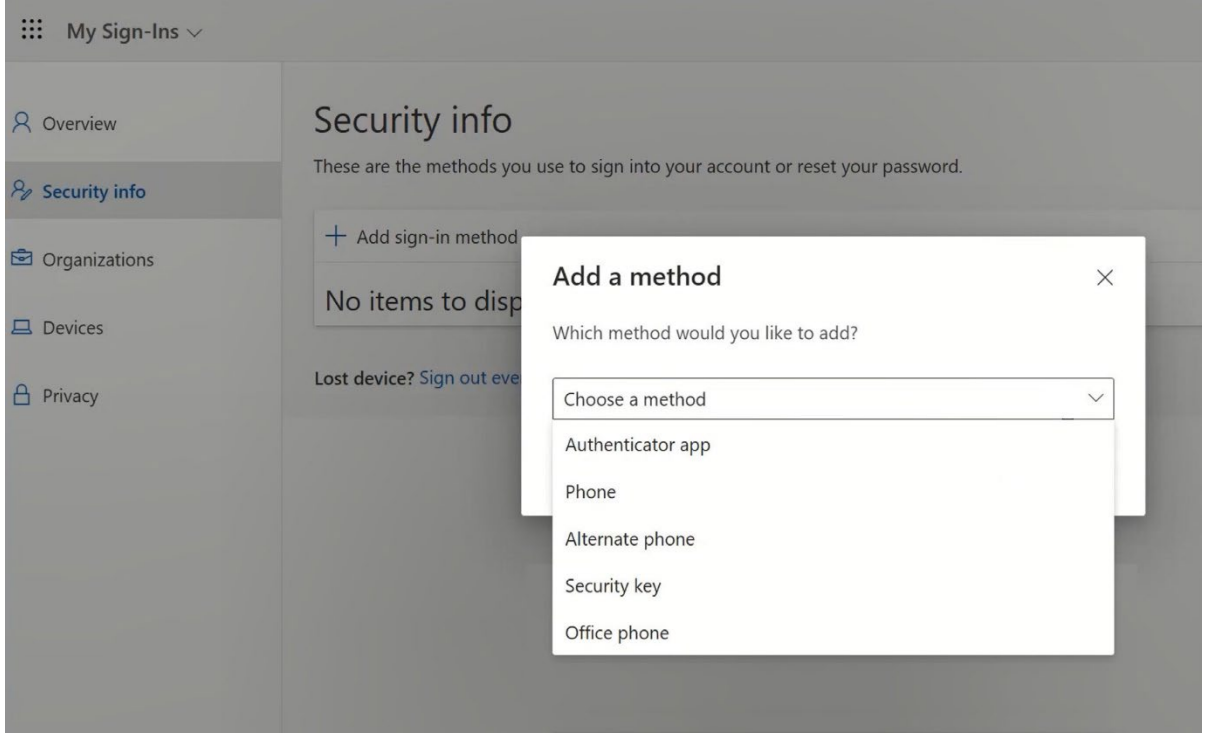 My Sign-Ins
Overview
Security info
Organizations
Devices
Privacy
Security info
These are the methods you use to sign into your account or reset your password.
Add sign-in method
No items to disp
Lost device? Sign out eve
Add a method
Which method would you like to add?
Choose a method
Authenticator app
Phone
Alternate phone
Security key
Office phone